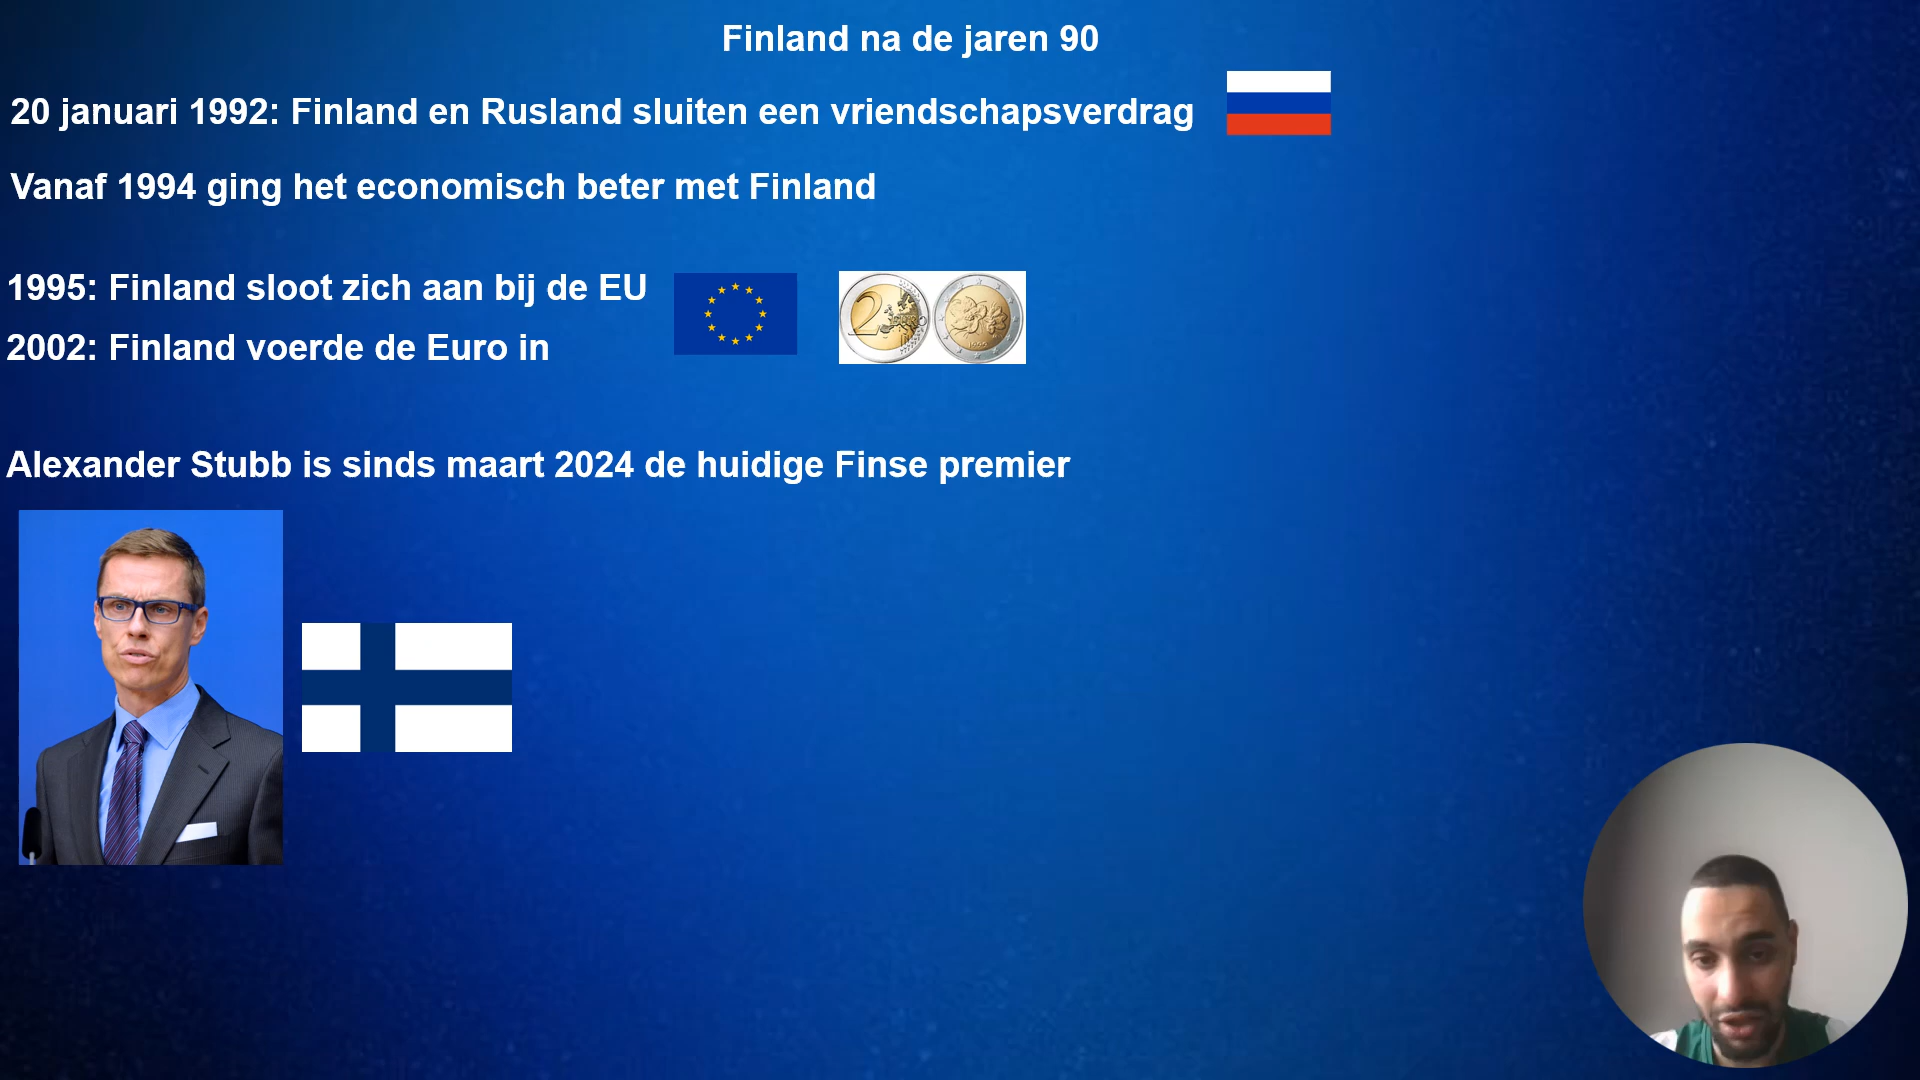 Finland na de jaren 90
20 januari 1992: Finland en Rusland sluiten een vriendschapsverdrag
Vanaf 1994 ging het economisch beter met Finland
1995: Finland sloot zich aan bij de EU
2
2002: Finland voerde de Euro in
Alexander Stubb is sinds maart 2024 de huidige Finse premier